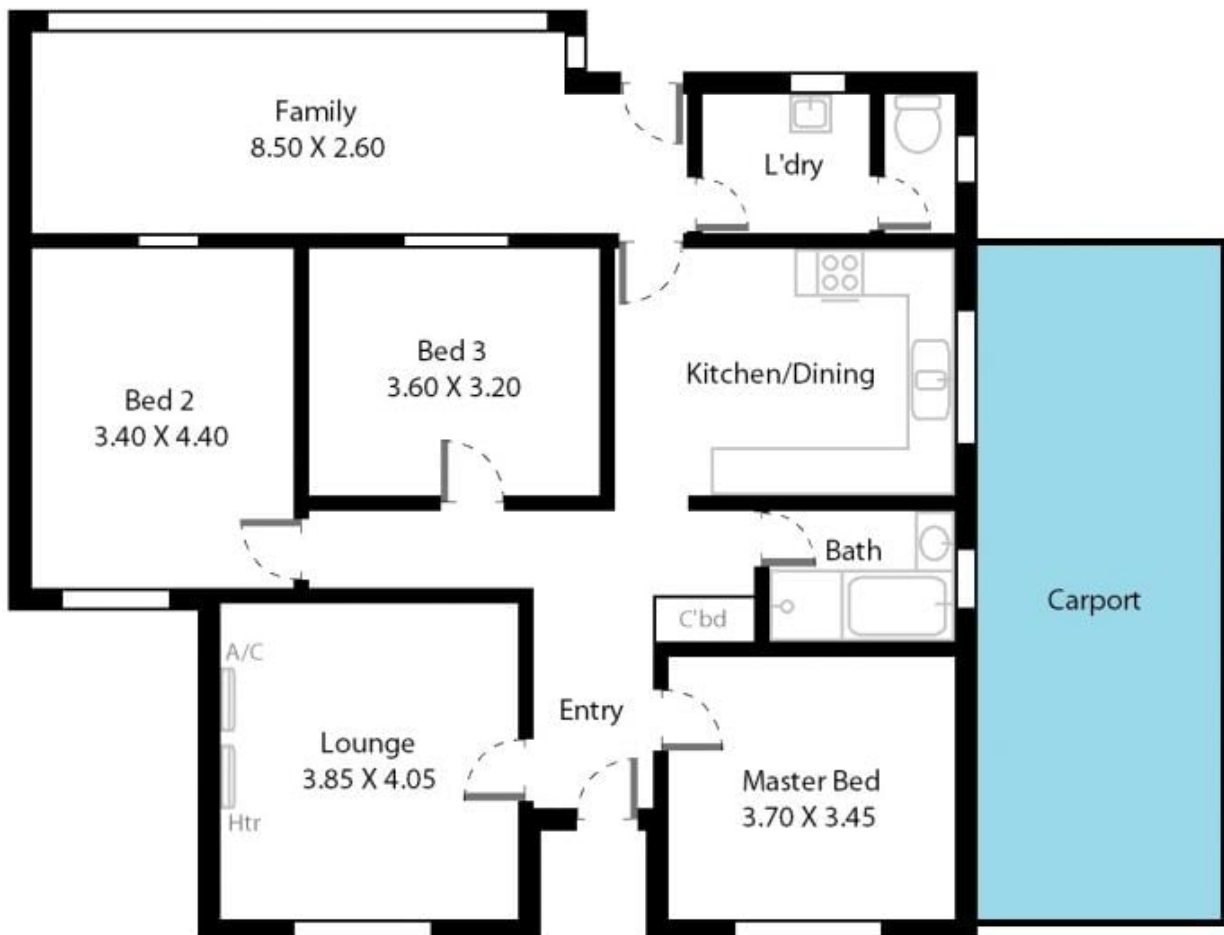 Family
8.50 X 2.60
L'dry
Bed 3
3.60 X 3.20
Kitchen/Dining
Bed 2
3.40 X 4.40
Bath
Carport
C'bd
A/C
Entry
Lounge
3.85 X 4.05
Master Bed
3.70 X 3.45
Htr